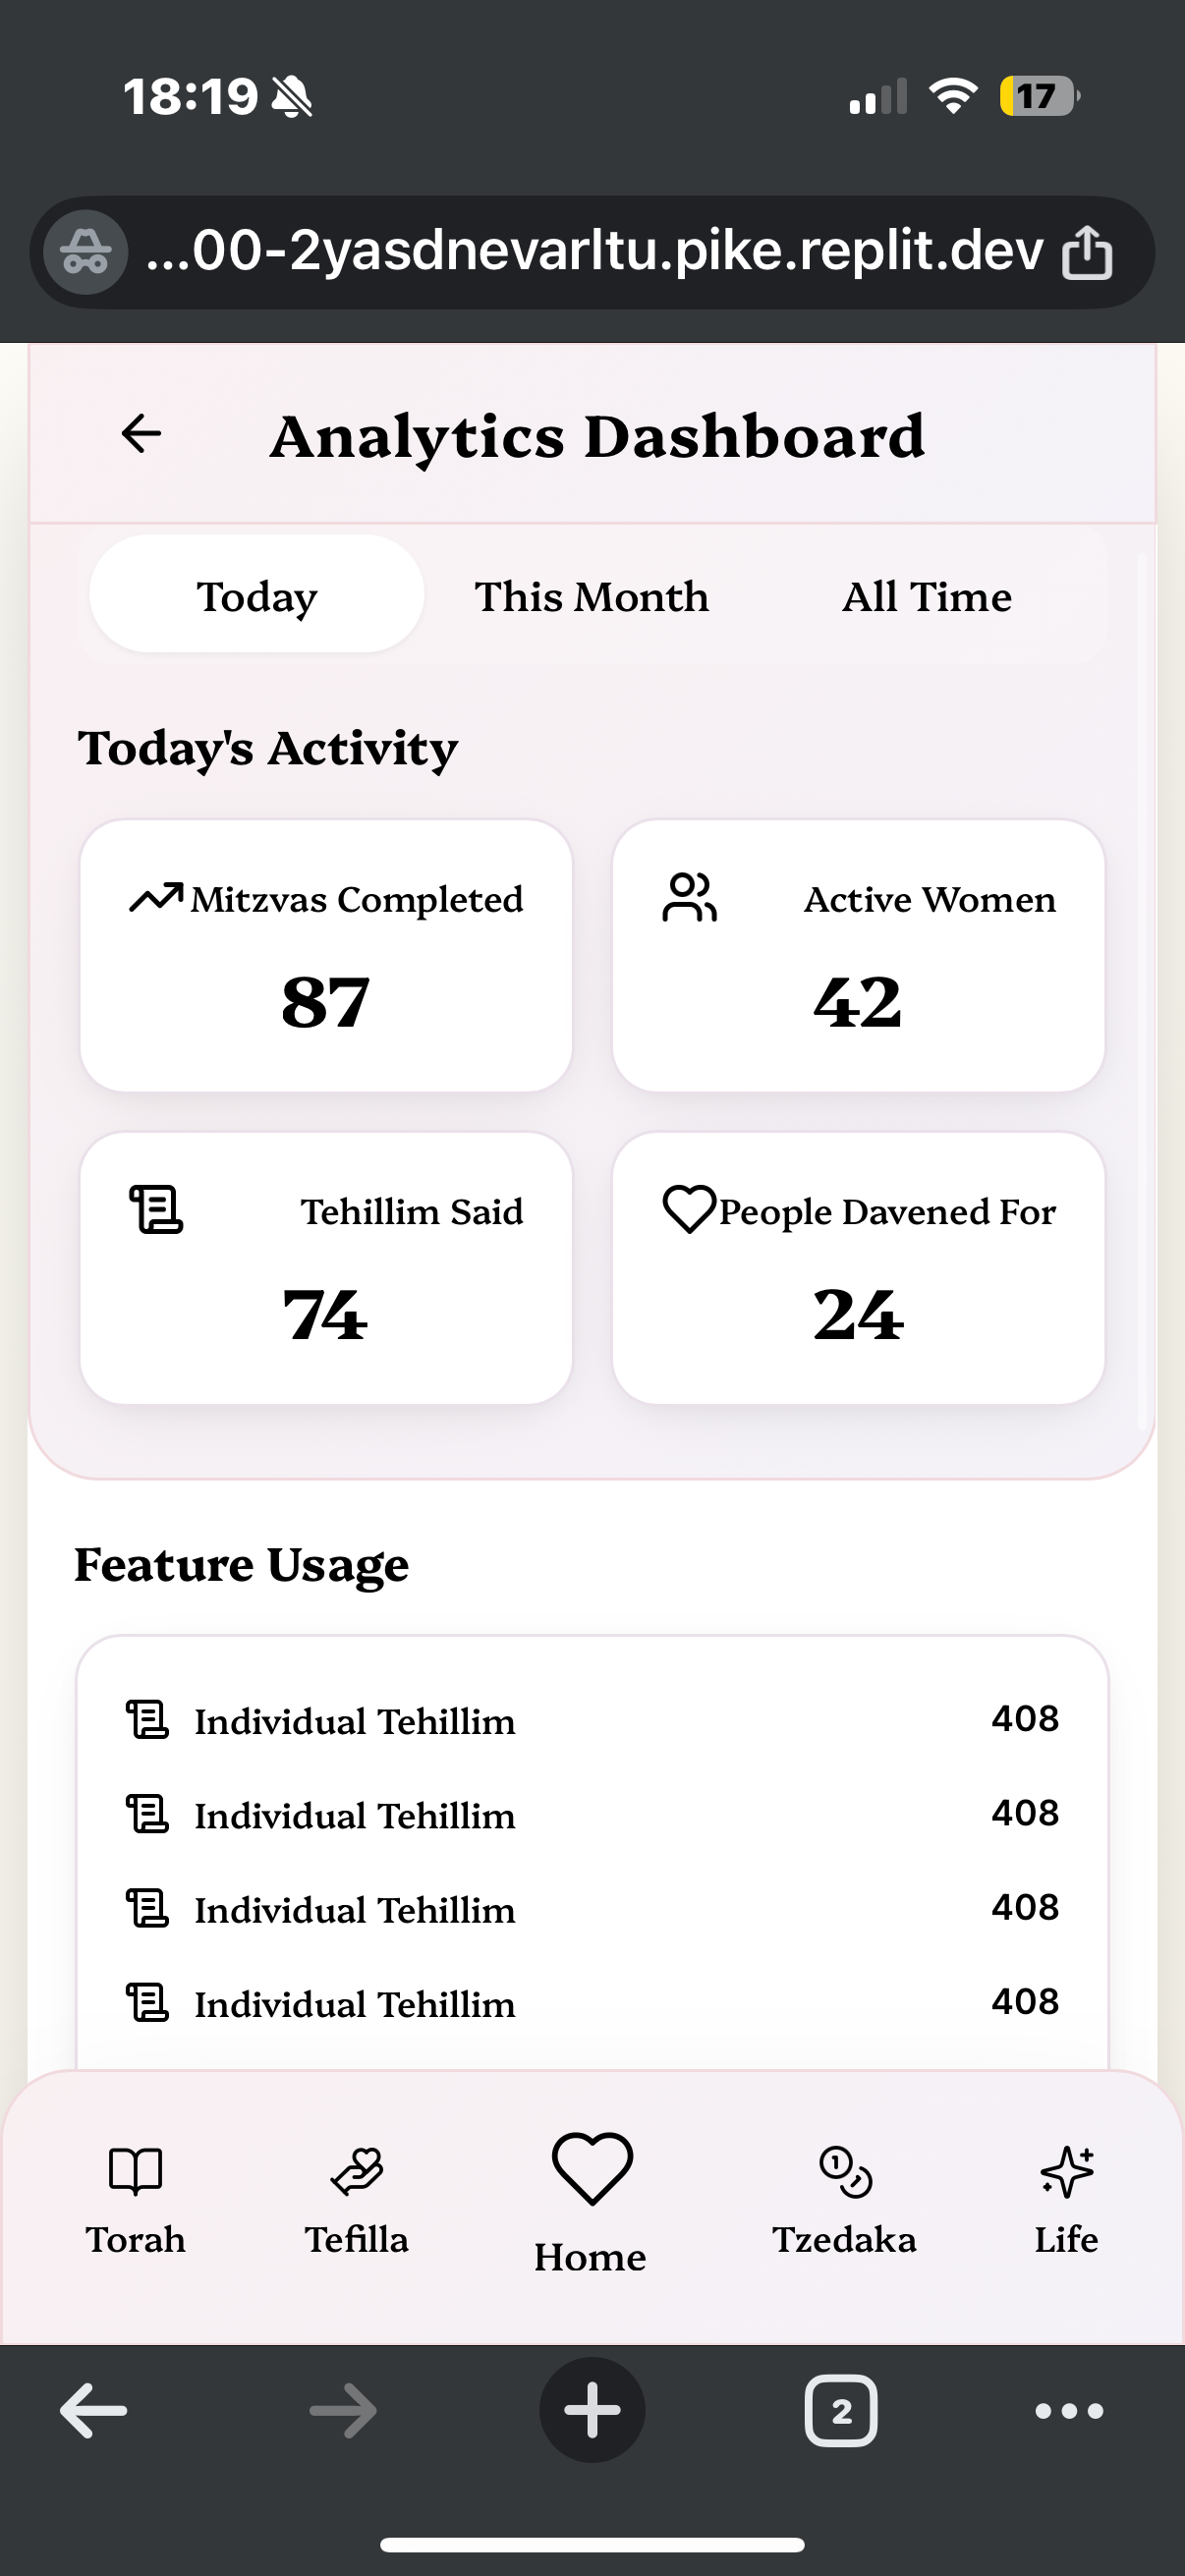 18:19
17
...00-2yasdnevarltu.pike.replit.dev
Analytics Dashboard
Today This Month All Time
Today's Activity
Mitzvas Completed
87
Active Women
42
Tehillim Said
74
People Davened For
24
Feature Usage
Individual Tehillim 408
Individual Tehillim 408
Individual Tehillim 408
Individual Tehillim 408
Torah Tefilla Home Tzedaka Life
2